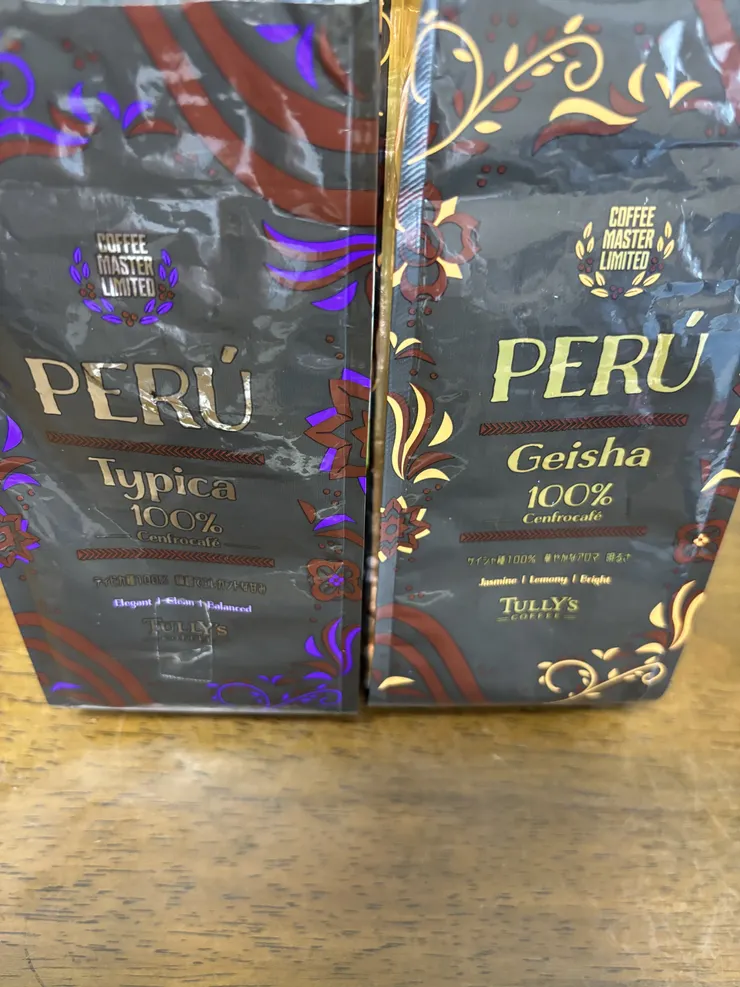 COFFEE
MASTER
LIMITED
PERÚ
Typica
100%
Cenfrocafé
Elegant | Clean | Balanced
TULLY'S
COFFEE
COFFEE
MASTER
LIMITED
PERÚ
Geisha
100%
Cenfrocafé
ゲイシャ種100% 華やかなアロマ 明るさ
Jasmine | Lemony | Bright
TULLY'S
COFFEE